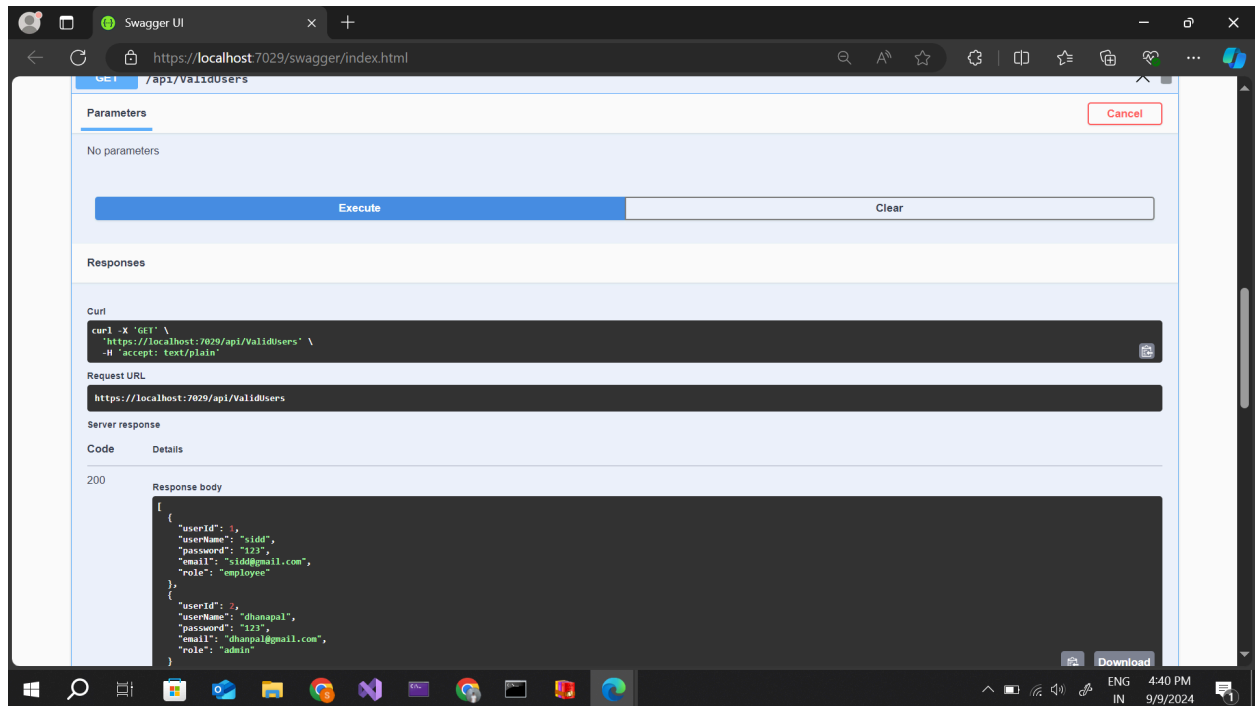 Swagger UI
https://localhost:7029/swagger/index.html
GET /api/ValidUsers
Parameters
Cancel
No parameters
Execute
Clear
Responses
Curl
curl -X 'GET' \
'https://localhost:7029/api/ValidUsers' \
-H 'accept: text/plain'
Request URL
https://localhost:7029/api/ValidUsers
Server response
Code Details
200
Response body
[
{
"userId": 1,
"userName": "sidd",
"password": "123",
"email": "sidd@gmail.com",
"role": "employee"
},
{
"userId": 2,
"userName": "dhanapal",
"password": "123",
"email": "dhanpal@gmail.com",
"role": "admin"
}
Download
ENG 4:40 PM
IN 9/9/2024
1